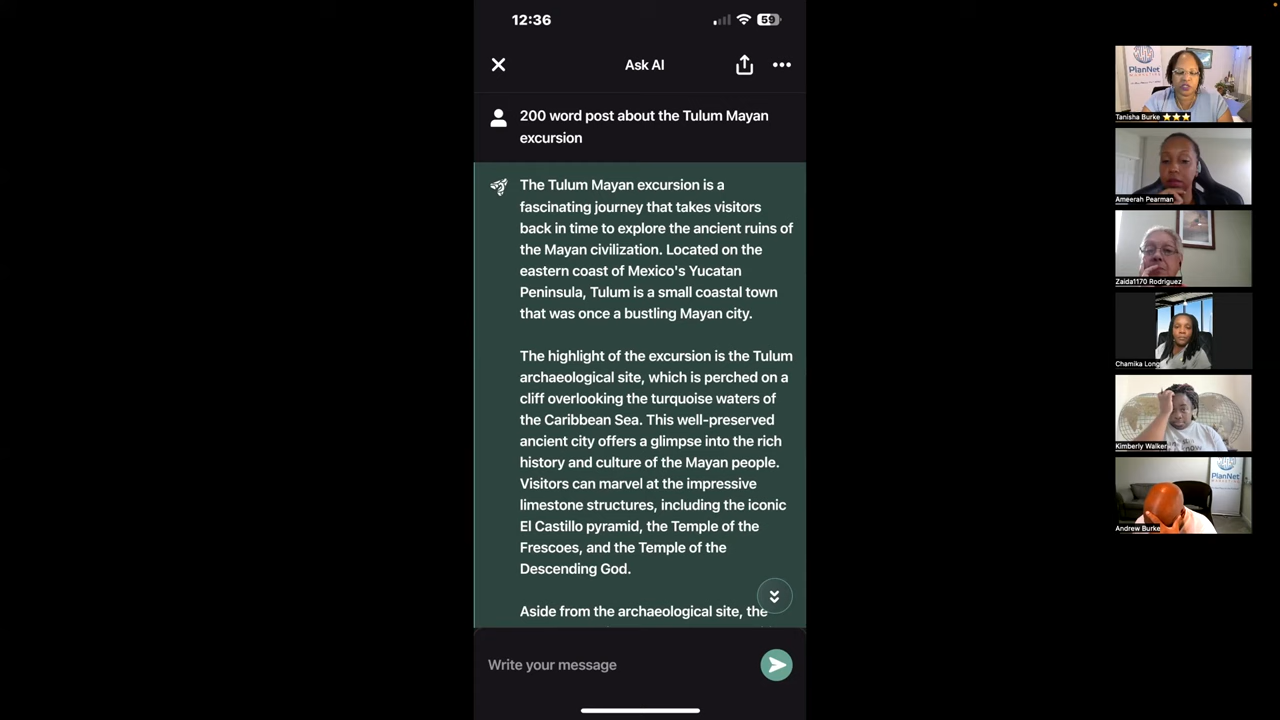 12:36
59
Ask AI
200 word post about the Tulum Mayan
excursion
The Tulum Mayan excursion is a
fascinating journey that takes visitors
back in time to explore the ancient ruins of
the Mayan civilization. Located on the
eastern coast of Mexico's Yucatan
Peninsula, Tulum is a small coastal town
that was once a bustling Mayan city.
The highlight of the excursion is the Tulum
archaeological site, which is perched on a
cliff overlooking the turquoise waters of
the Caribbean Sea. This well-preserved
ancient city offers a glimpse into the rich
history and culture of the Mayan people.
Visitors can marvel at the impressive
limestone structures, including the iconic
El Castillo pyramid, the Temple of the
Frescoes, and the Temple of the
Descending God.
Aside from the archaeological site, the
Write your message
PlanNet
Tanisha Burke ⭐⭐⭐
Ameerah Pearman
Zaida1170 Rodriguez
Chamika Long
Kimberly Walker
PlanNet
Andrew Burke